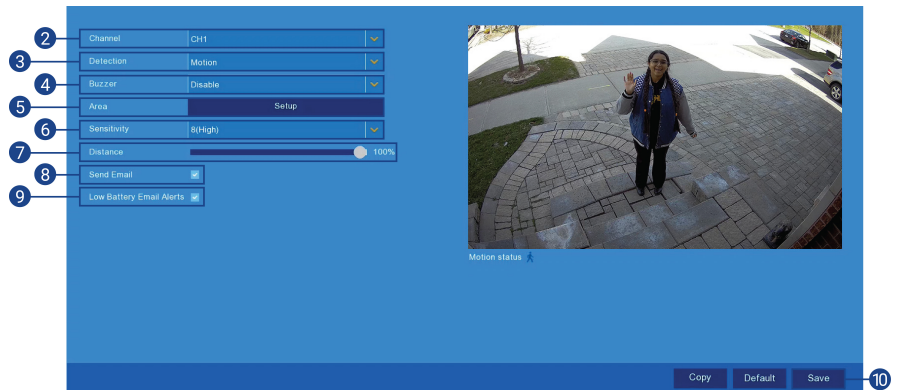 2 Channel CH1
3 Detection Motion
4 Buzzer Disable
5 Area Setup
6 Sensitivity 8(High)
7 Distance 100%
8 Send Email
9 Low Battery Email Alerts
Motion status
Copy Default Save 10